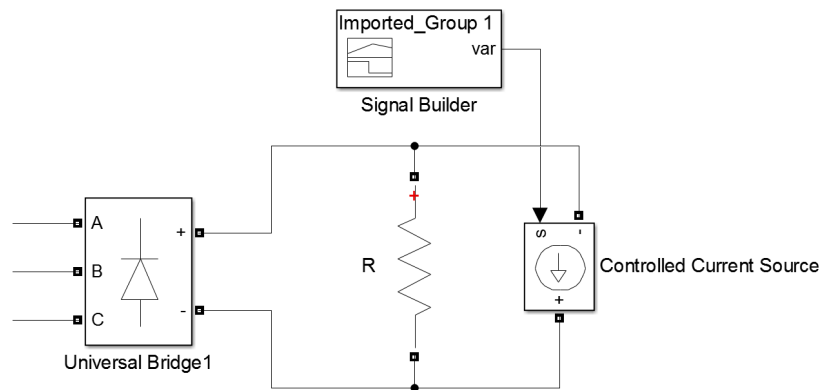 Imported_Group 1
var
Signal Builder
A
+
B
-
C
Universal Bridge1
+
R
s
-
+
Controlled Current Source